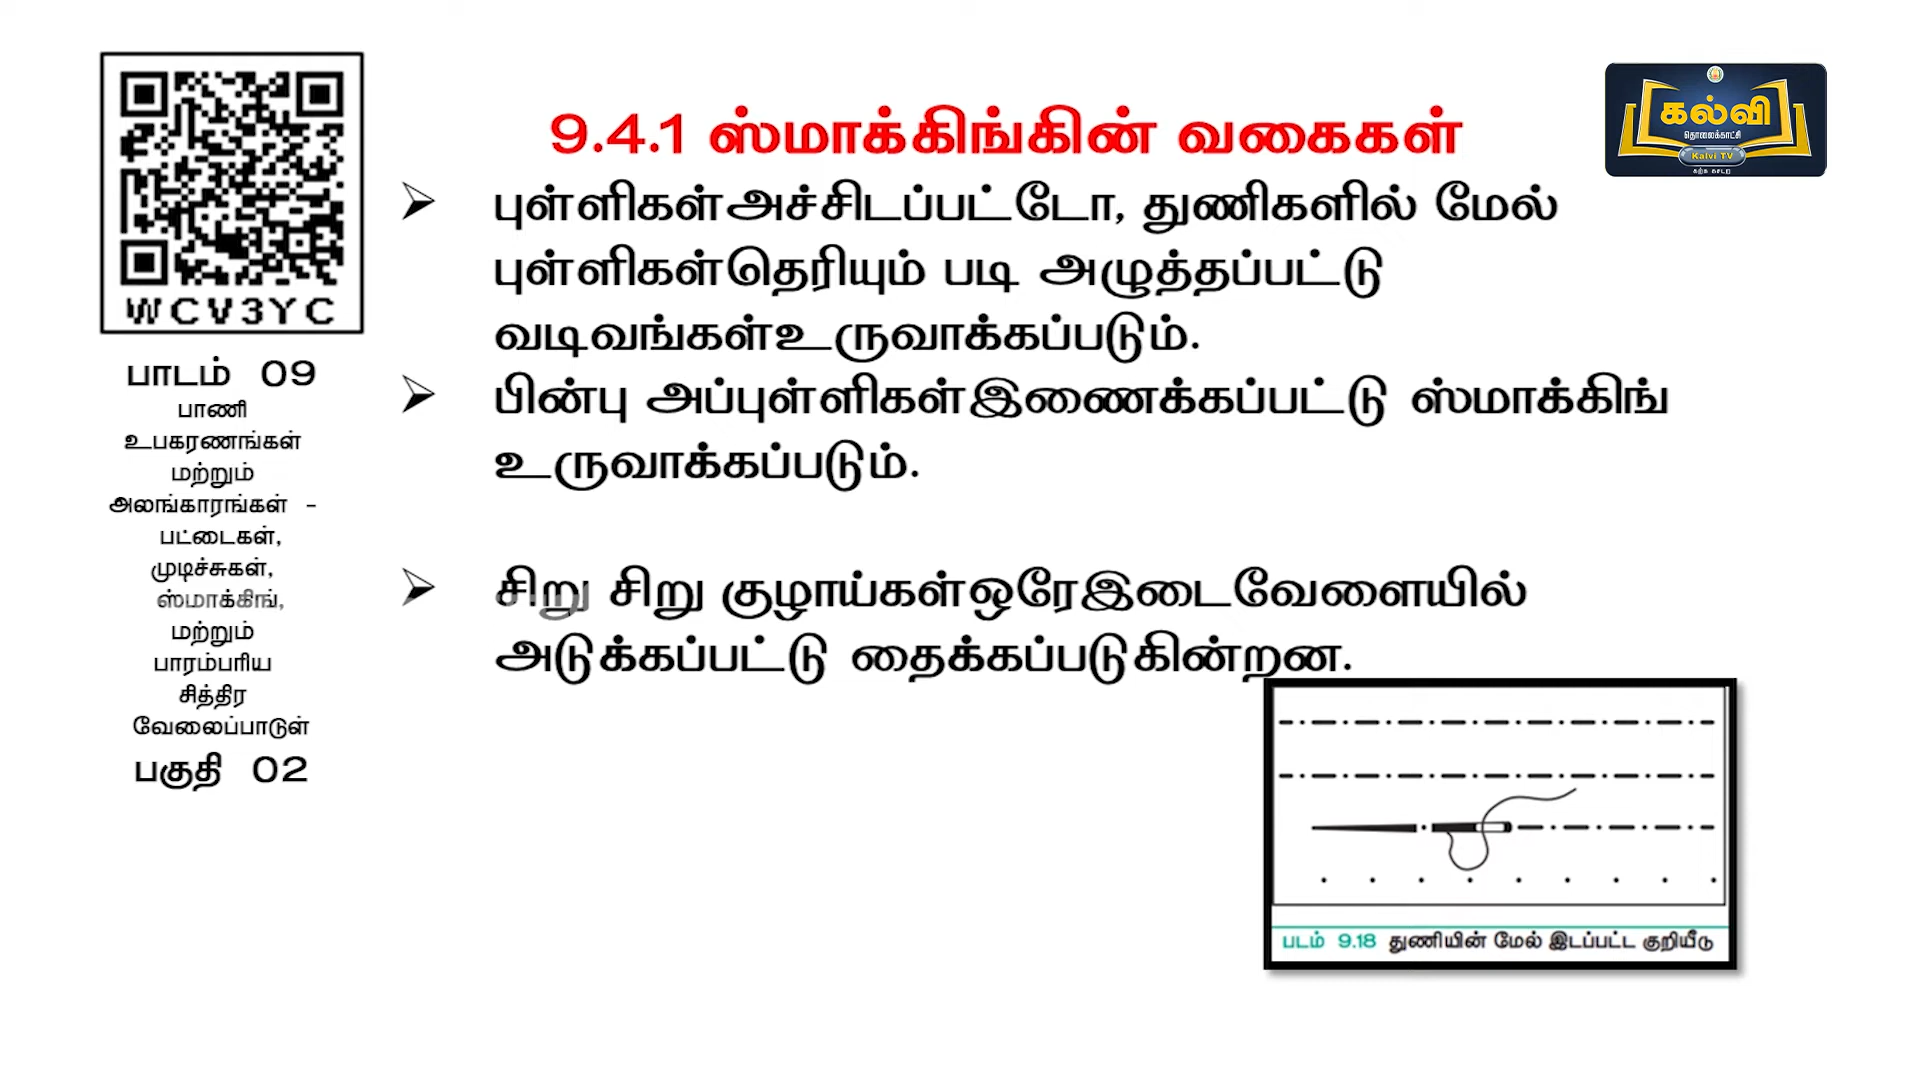 WCV3YC
பாடம் 09
பாணி
உபகரணங்கள்
மற்றும்
அலங்காரங்கள் -
பட்டைகள்,
முடிச்சுகள்,
ஸ்மாக்கிங்,
மற்றும்
பாரம்பரிய
சித்திர
வேலைப்பாடுள்
பகுதி 02
9.4.1 ஸ்மாக்கிங்கின் வகைகள்
➢ புள்ளிகள்அச்சிடப்பட்டோ, துணிகளில் மேல்
புள்ளிகள்தெரியும் படி அழுத்தப்பட்டு
வடிவங்கள்உருவாக்கப்படும்.
➢ பின்பு அப்புள்ளிகள்இணைக்கப்பட்டு ஸ்மாக்கிங்
உருவாக்கப்படும்.
➢ சிறு சிறு குழாய்கள்ஒரேஇடைவேளையில்
அடுக்கப்பட்டு தைக்கப்படுகின்றன.
படம் 9.18 துணியின் மேல் இடப்பட்ட குறியீடு
கல்வி
தொலைக்காட்சி
Kalvi TV
கற்க கசடற